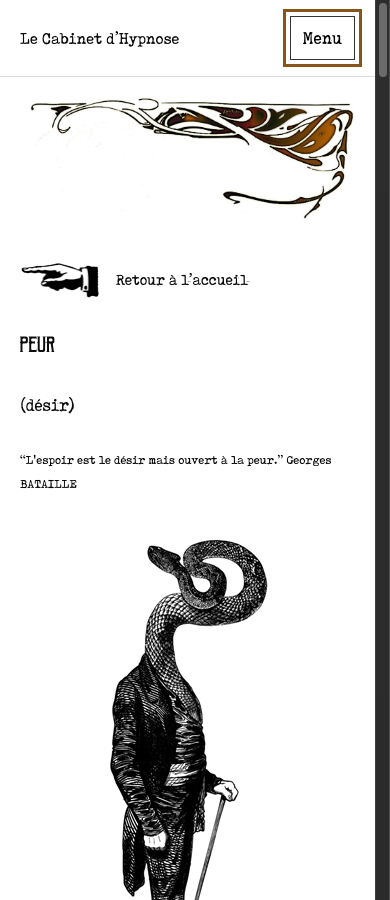 Le Cabinet d'Hypnose
Menu
Retour à l'accueil
PEUR
(désir)
“L'espoir est le désir mais ouvert à la peur.” Georges
BATAILLE